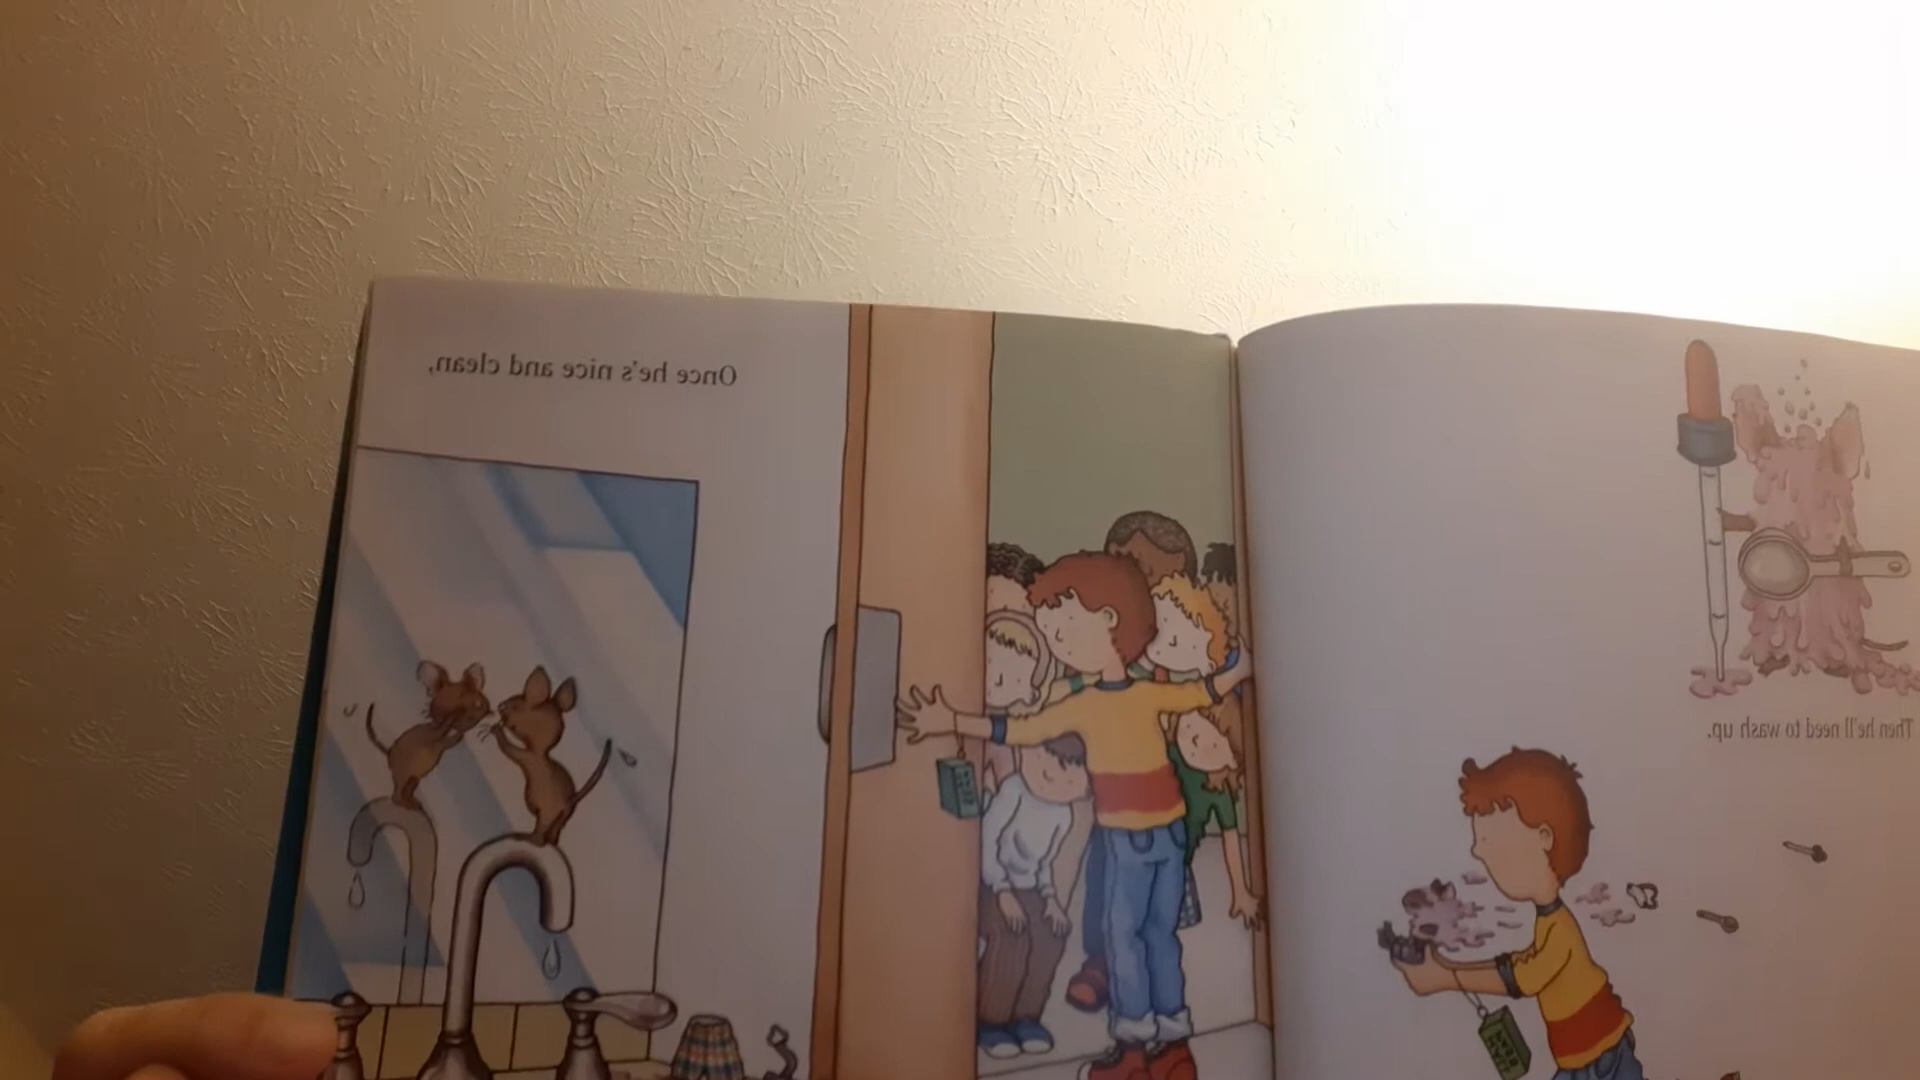 Then he'll need to wash up.
Once he's nice and clean,